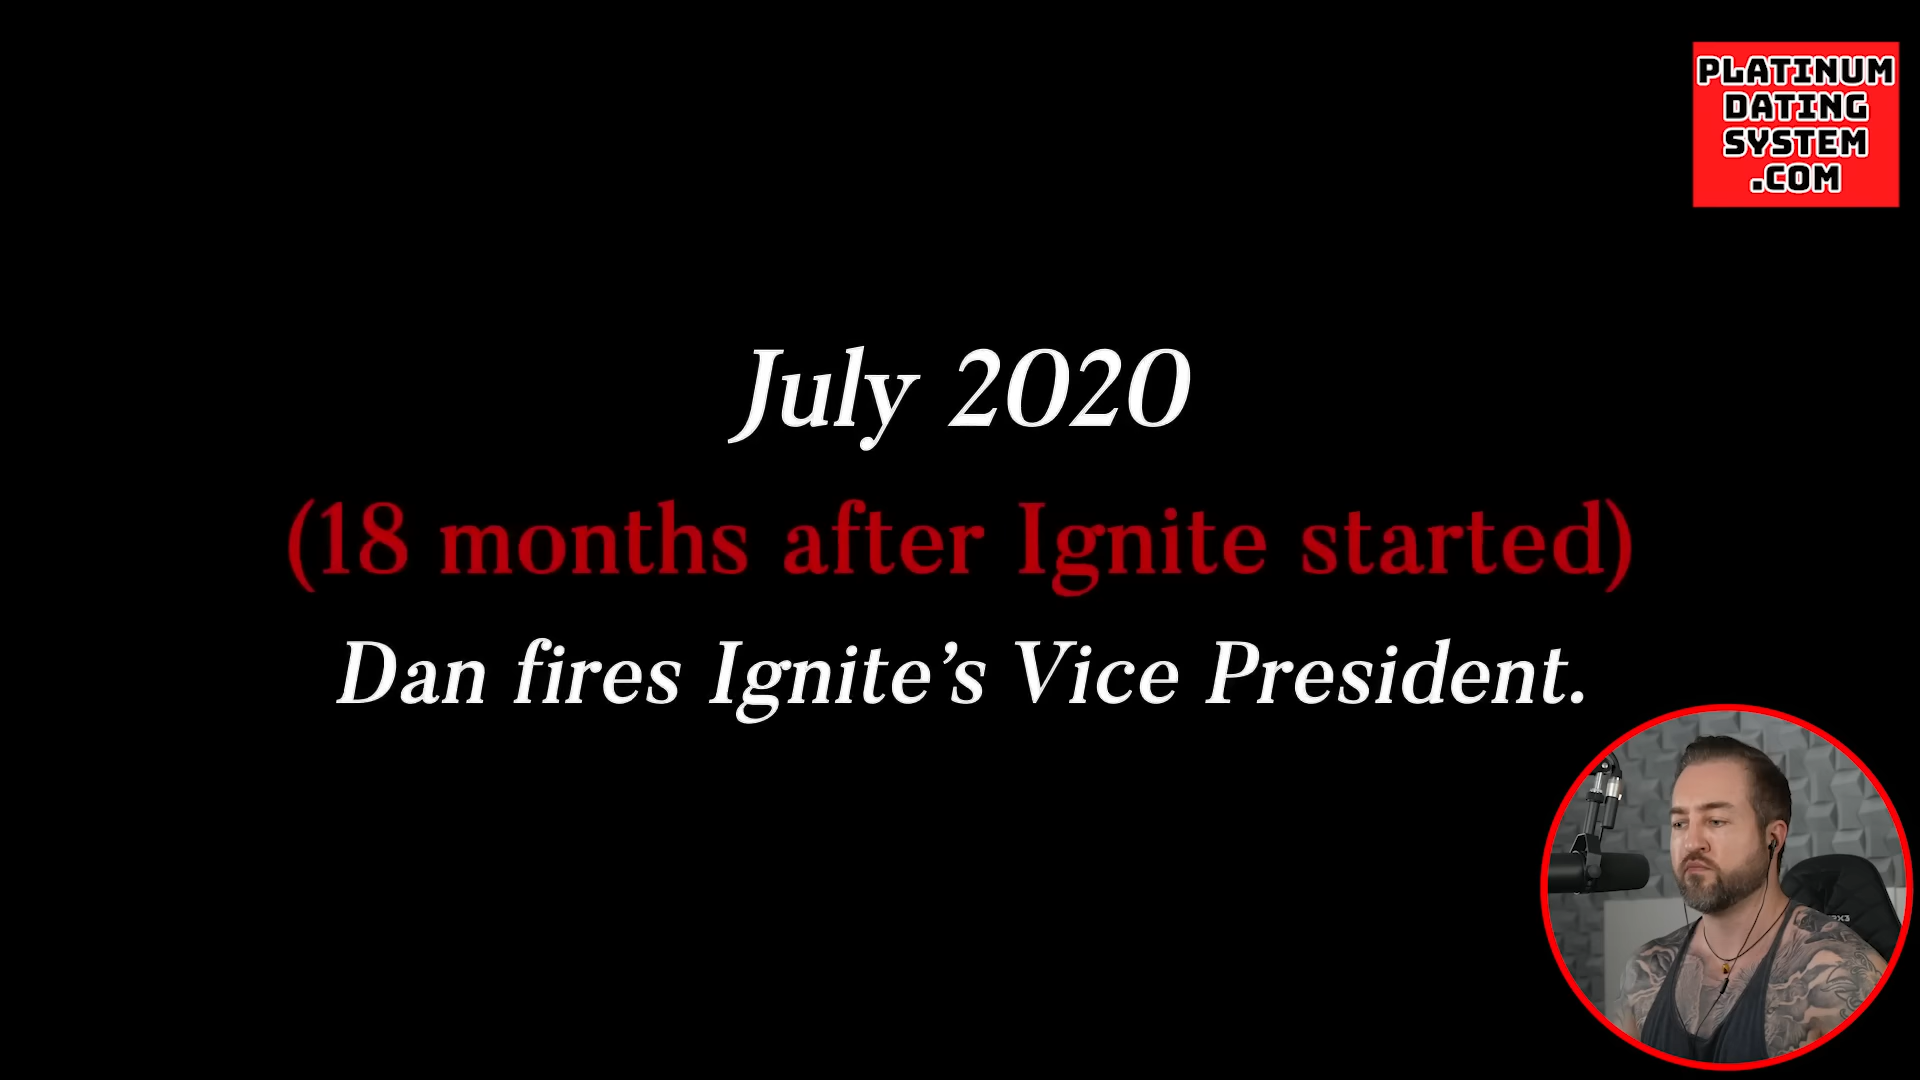 PLATINUM
DATING
SYSTEM
.COM
July 2020
(18 months after Ignite started)
Dan fires Ignite’s Vice President.